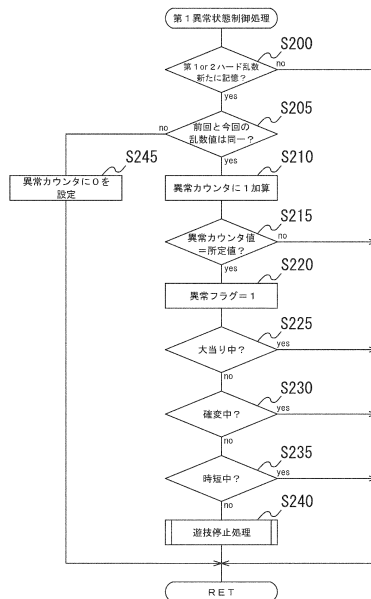 第1異常状態制御処理
S200
第1or2ハード乱数
新たに記憶?
no
yes
S205
前回と今回の
乱数値は同一?
no
yes
S245
異常カウンタに0を
設定
S210
異常カウンタに1加算
S215
異常カウンタ値
=所定値?
no
yes
S220
異常フラグ=1
S225
大当り中?
yes
no
S230
確変中?
yes
no
S235
時短中?
yes
no
S240
遊技停止処理
RET